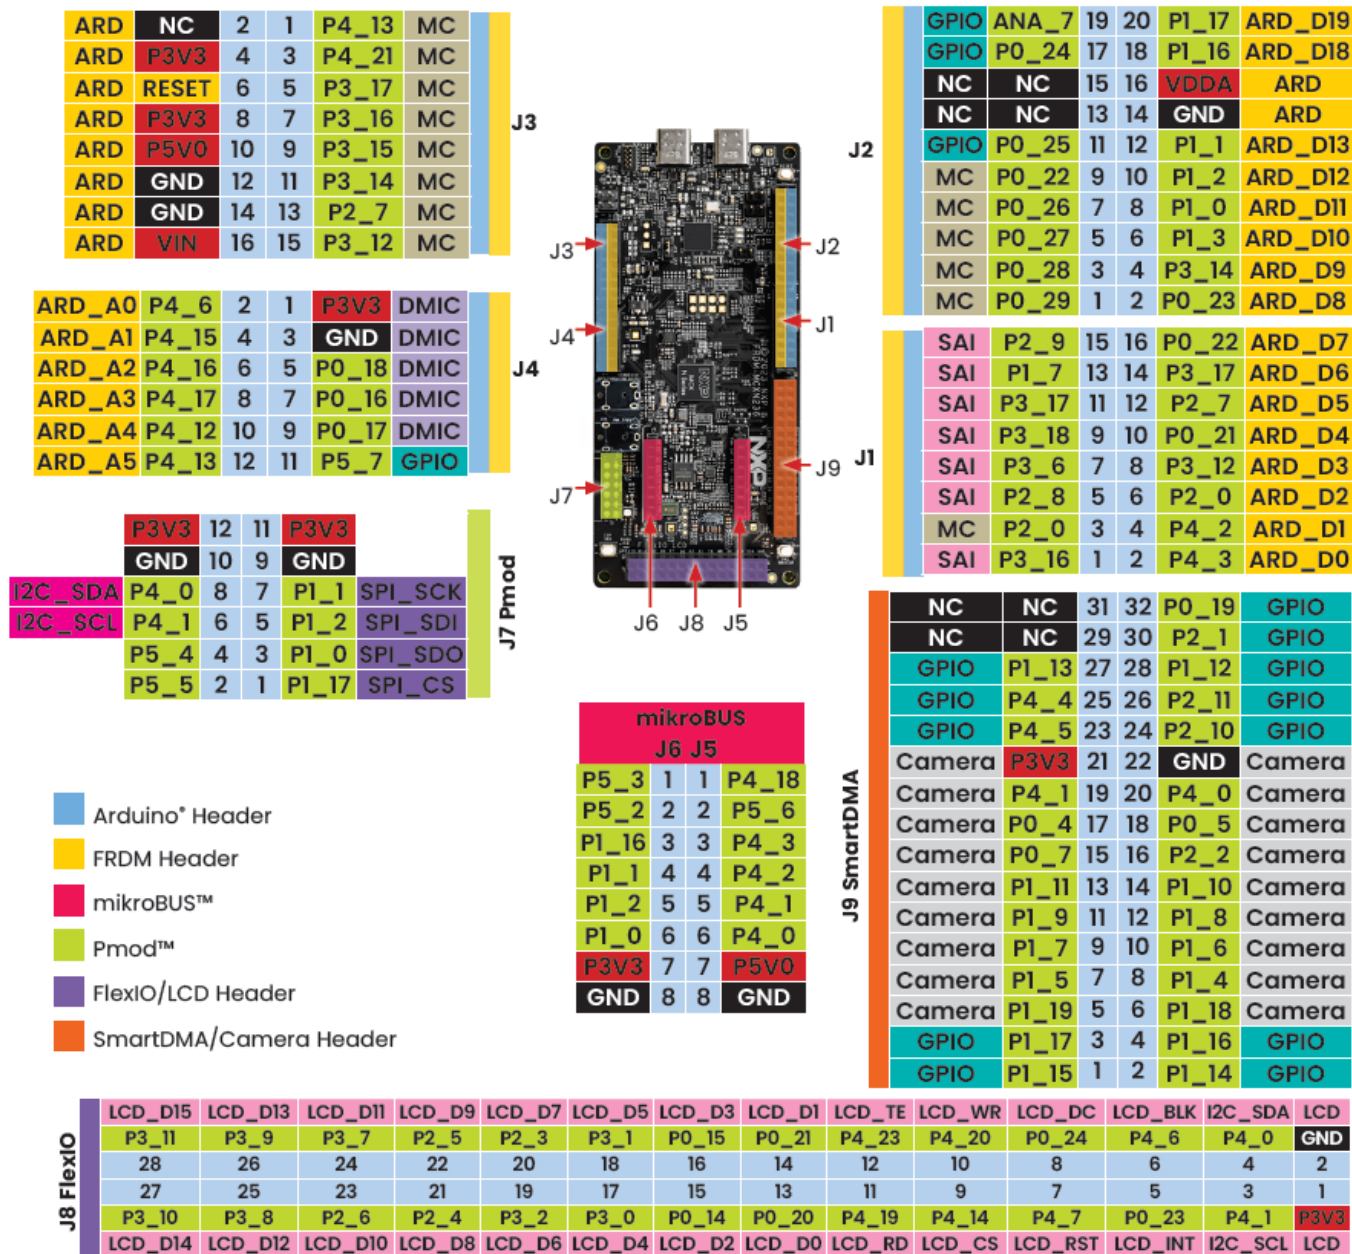 ARD NC 2 1 P4_13 MC
ARD P3V3 4 3 P4_21 MC
ARD RESET 6 5 P3_17 MC
ARD P3V3 8 7 P3_16 MC
ARD P5V0 10 9 P3_15 MC
ARD GND 12 11 P3_14 MC
ARD GND 14 13 P2_7 MC
ARD VIN 16 15 P3_12 MC
J3
ARD_A0 P4_6 2 1 P3V3 DMIC
ARD_A1 P4_15 4 3 GND DMIC
ARD_A2 P4_16 6 5 P0_18 DMIC
ARD_A3 P4_17 8 7 P0_16 DMIC
ARD_A4 P4_12 10 9 P0_17 DMIC
ARD_A5 P4_13 12 11 P5_7 GPIO
J4
P3V3 12 11 P3V3
GND 10 9 GND
I2C_SDA P4_0 8 7 P1_1 SPI_SCK
I2C_SCL P4_1 6 5 P1_2 SPI_SDI
P5_4 4 3 P1_0 SPI_SDO
P5_5 2 1 P1_17 SPI_CS
J7 Pmod
J3
J4
J7
J2
J1
J9
NXP
J6 J8 J5
J2
GPIO ANA_7 19 20 P1_17 ARD_D19
GPIO P0_24 17 18 P1_16 ARD_D18
NC NC 15 16 VDDA ARD
NC NC 13 14 GND ARD
GPIO P0_25 11 12 P1_1 ARD_D13
MC P0_22 9 10 P1_2 ARD_D12
MC P0_26 7 8 P1_0 ARD_D11
MC P0_27 5 6 P1_3 ARD_D10
MC P0_28 3 4 P3_14 ARD_D9
MC P0_29 1 2 P0_23 ARD_D8
J1
SAI P2_9 15 16 P0_22 ARD_D7
SAI P1_7 13 14 P3_17 ARD_D6
SAI P3_17 11 12 P2_7 ARD_D5
SAI P3_18 9 10 P0_21 ARD_D4
SAI P3_6 7 8 P3_12 ARD_D3
SAI P2_8 5 6 P2_0 ARD_D2
MC P2_0 3 4 P4_2 ARD_D1
SAI P3_16 1 2 P4_3 ARD_D0
J9 SmartDMA
NC NC 31 32 P0_19 GPIO
NC NC 29 30 P2_1 GPIO
GPIO P1_13 27 28 P1_12 GPIO
GPIO P4_4 25 26 P2_11 GPIO
GPIO P4_5 23 24 P2_10 GPIO
Camera P3V3 21 22 GND Camera
Camera P4_1 19 20 P4_0 Camera
Camera P0_4 17 18 P0_5 Camera
Camera P0_7 15 16 P2_2 Camera
Camera P1_11 13 14 P1_10 Camera
Camera P1_9 11 12 P1_8 Camera
Camera P1_7 9 10 P1_6 Camera
Camera P1_5 7 8 P1_4 Camera
Camera P1_19 5 6 P1_18 Camera
GPIO P1_17 3 4 P1_16 GPIO
GPIO P1_15 1 2 P1_14 GPIO
mikroBUS
J6 J5
P5_3 1 1 P4_18
P5_2 2 2 P5_6
P1_16 3 3 P4_3
P1_1 4 4 P4_2
P1_2 5 5 P4_1
P1_0 6 6 P4_0
P3V3 7 7 P5V0
GND 8 8 GND
Arduino® Header
FRDM Header
mikroBUS™
Pmod™
FlexIO/LCD Header
SmartDMA/Camera Header
J8 FlexIO
LCD_D15 LCD_D13 LCD_D11 LCD_D9 LCD_D7 LCD_D5 LCD_D3 LCD_D1 LCD_TE LCD_WR LCD_DC LCD_BLK I2C_SDA LCD
P3_11 P3_9 P3_7 P2_5 P2_3 P3_1 P0_15 P0_21 P4_23 P4_20 P0_24 P4_6 P4_0 GND
28 26 24 22 20 18 16 14 12 10 8 6 4 2
27 25 23 21 19 17 15 13 11 9 7 5 3 1
P3_10 P3_8 P2_6 P2_4 P3_2 P3_0 P0_14 P0_20 P4_19 P4_14 P4_7 P0_23 P4_1 P3V3
LCD_D14 LCD_D12 LCD_D10 LCD_D8 LCD_D6 LCD_D4 LCD_D2 LCD_D0 LCD_RD LCD_CS LCD_RST LCD_INT I2C_SCL LCD